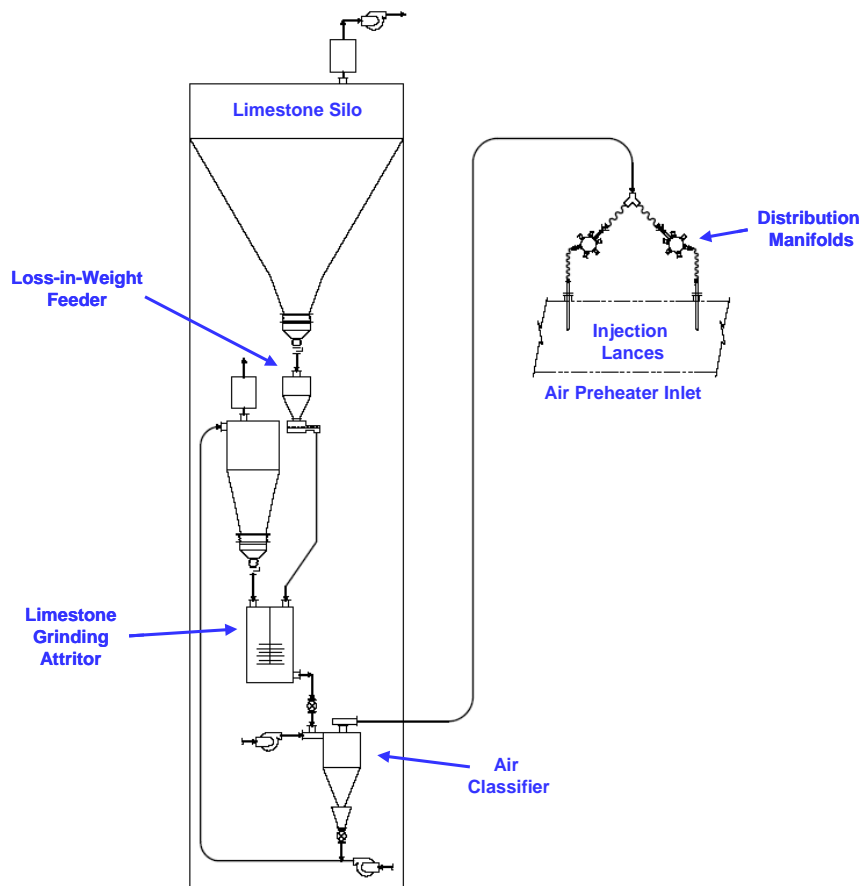 Limestone Silo
Distribution
Manifolds
Loss-in-Weight
Feeder
Injection
Lances
Air Preheater Inlet
Limestone
Grinding
Attritor
Air
Classifier